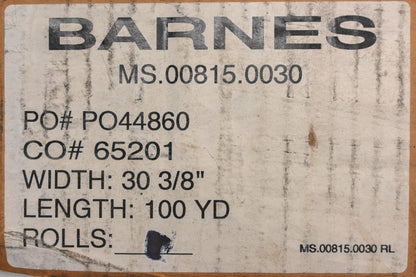 BARNES
MS.00815.0030
PO# PO44860
CO# 65201
WIDTH: 30 3/8"
LENGTH: 100 YD
ROLLS:
MS.00815.0030 RL